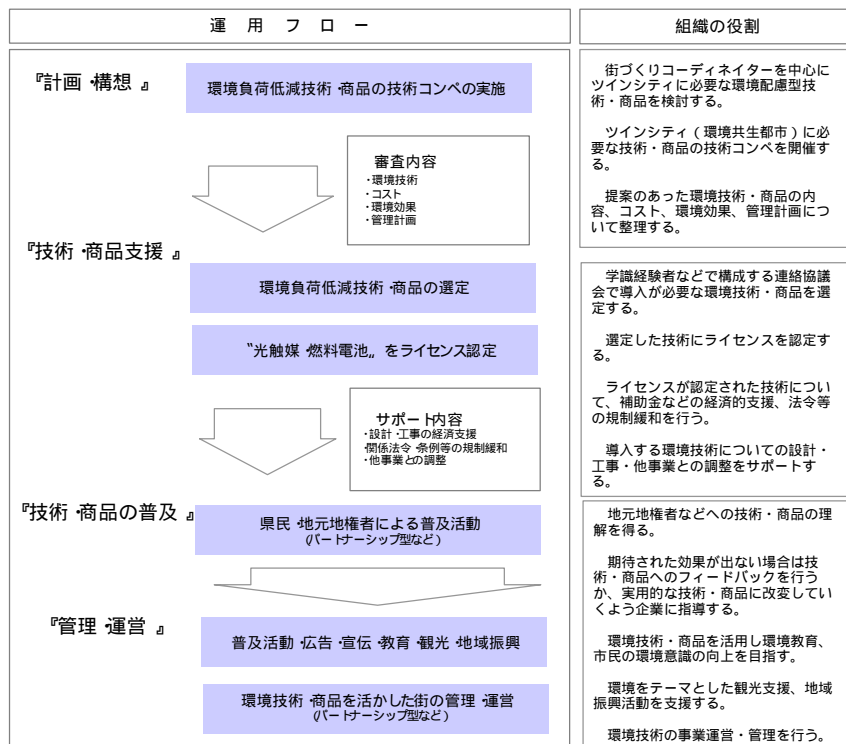 運 用 フ ロ ー
『計画・構想 』
環境負荷低減技術・商品の技術コンペの実施
審査内容
・環境技術
・コスト
・環境効果
・管理計画
『技術・商品支援 』
環境負荷低減技術・商品の選定
“光触媒・燃料電池„ をライセンス認定
サポート内容
・設計・工事の経済支援
・関係法令・条例等の規制緩和
・他事業との調整
『技術・商品の普及 』
県民・地元地権者による普及活動
(パートナーシップ型など)
『管理・運営 』
普及活動・広告・宣伝・教育・観光・地域振興
環境技術・商品を活かした街の管理・運営
(パートナーシップ型など)
組織の役割
街づくりコーディネイターを中心に
ツインシティに必要な環境配慮型技
術・商品を検討する。
ツインシティ(環境共生都市)に必
要な技術・商品の技術コンペを開催す
る。
提案のあった環境技術・商品の内
容、コスト、環境効果、管理計画につ
いて整理する。
学識経験者などで構成する連絡協議
会で導入が必要な環境技術・商品を選
定する。
選定した技術にライセンスを認定す
る。
ライセンスが認定された技術につい
て、補助金などの経済的支援、法令等
の規制緩和を行う。
導入する環境技術についての設計・
工事・他事業との調整をサポートす
る。
地元地権者などへの技術・商品の理
解を得る。
期待された効果が出ない場合は技
術・商品へのフィードバックを行う
か、実用的な技術・商品に改変してい
くよう企業に指導する。
環境技術・商品を活用し環境教育、
市民の環境意識の向上を目指す。
環境をテーマとした観光支援、地域
振興活動を支援する。
環境技術の事業運営・管理を行う。